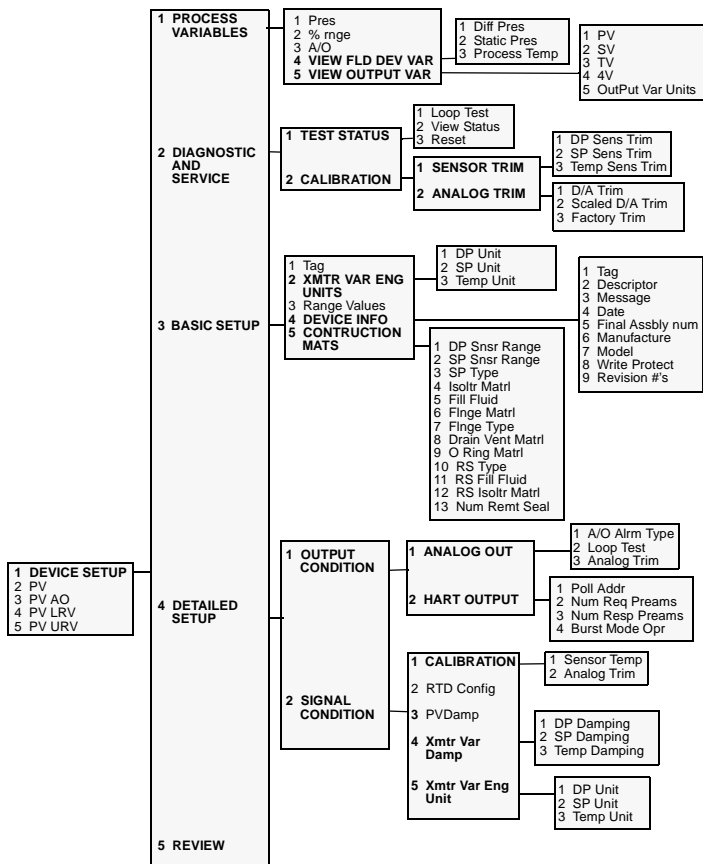 1 DEVICE SETUP
2 PV
3 PV AO
4 PV LRV
5 PV URV
1 PROCESS
VARIABLES
2 DIAGNOSTIC
AND
SERVICE
3 BASIC SETUP
4 DETAILED
SETUP
5 REVIEW
1 Pres
2 % rnge
3 A/O
4 VIEW FLD DEV VAR
5 VIEW OUTPUT VAR
1 Diff Pres
2 Static Pres
3 Process Temp
1 PV
2 SV
3 TV
4 4V
5 OutPut Var Units
1 TEST STATUS
2 CALIBRATION
1 Loop Test
2 View Status
3 Reset
1 SENSOR TRIM
2 ANALOG TRIM
1 DP Sens Trim
2 SP Sens Trim
3 Temp Sens Trim
1 D/A Trim
2 Scaled D/A Trim
3 Factory Trim
1 Tag
2 XMTR VAR ENG
UNITS
3 Range Values
4 DEVICE INFO
5 CONTRUCTION
MATS
1 DP Unit
2 SP Unit
3 Temp Unit
1 Tag
2 Descriptor
3 Message
4 Date
5 Final Assbly num
6 Manufacture
7 Model
8 Write Protect
9 Revision #'s
1 DP Snsr Range
2 SP Snsr Range
3 SP Type
4 Isoltr Matrl
5 Fill Fluid
6 Flnge Matrl
7 Flnge Type
8 Drain Vent Matrl
9 O Ring Matrl
10 RS Type
11 RS Fill Fluid
12 RS Isoltr Matrl
13 Num Remt Seal
1 OUTPUT
CONDITION
2 SIGNAL
CONDITION
1 ANALOG OUT
2 HART OUTPUT
1 A/O Alrm Type
2 Loop Test
3 Analog Trim
1 Poll Addr
2 Num Req Preams
3 Num Resp Preams
4 Burst Mode Opr
1 CALIBRATION
2 RTD Config
3 PVDamp
4 Xmtr Var
Damp
5 Xmtr Var Eng
Unit
1 Sensor Temp
2 Analog Trim
1 DP Damping
2 SP Damping
3 Temp Damping
1 DP Unit
2 SP Unit
3 Temp Unit